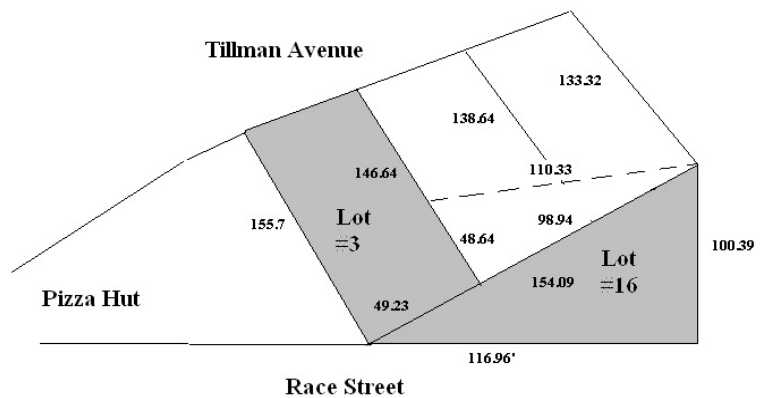 Tillman Avenue
133.32
138.64
110.33
146.64
155.7
Lot
#3
48.64
98.94
100.39
Lot
#16
154.09
Pizza Hut
49.23
116.96'
Race Street